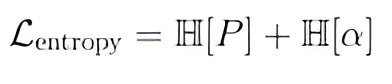 ℒ_entropy = ℍ[P] + ℍ[α]